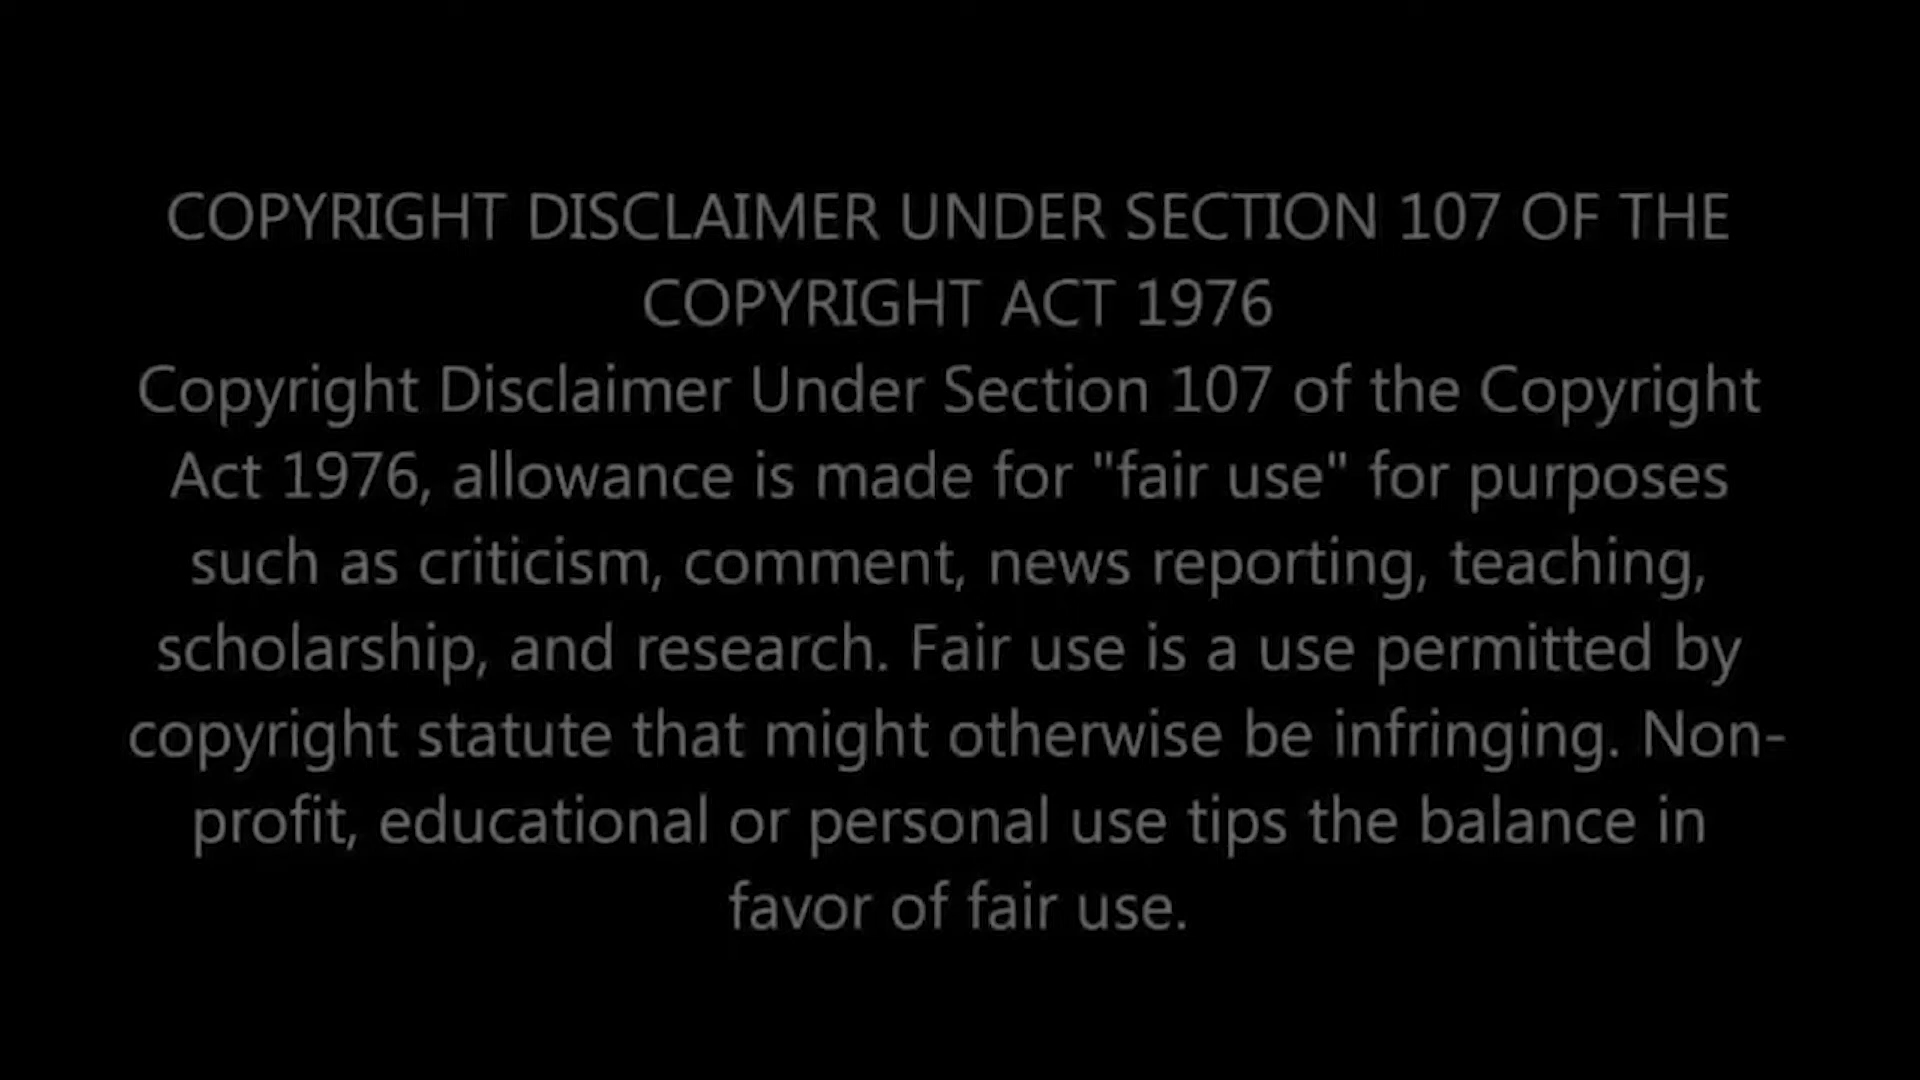 COPYRIGHT DISCLAIMER UNDER SECTION 107 OF THE
COPYRIGHT ACT 1976
Copyright Disclaimer Under Section 107 of the Copyright
Act 1976, allowance is made for "fair use" for purposes
such as criticism, comment, news reporting, teaching,
scholarship, and research. Fair use is a use permitted by
copyright statute that might otherwise be infringing. Non-
profit, educational or personal use tips the balance in
favor of fair use.